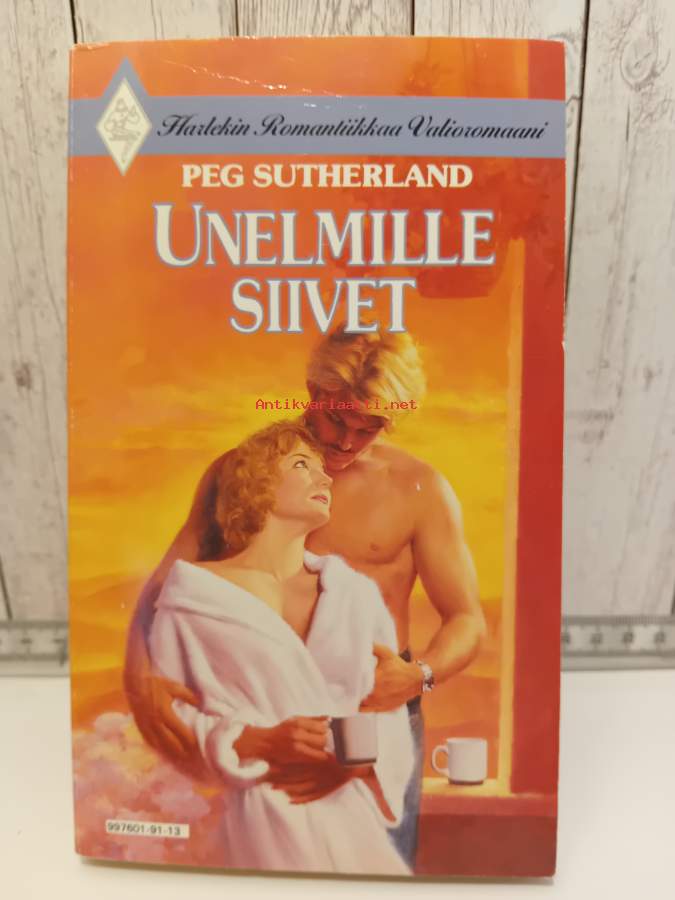 Harlekin Romantiikkaa Valioromaani
PEG SUTHERLAND
UNELMILLE
SIIVET
Antikvariaatti.net
997601-91-13